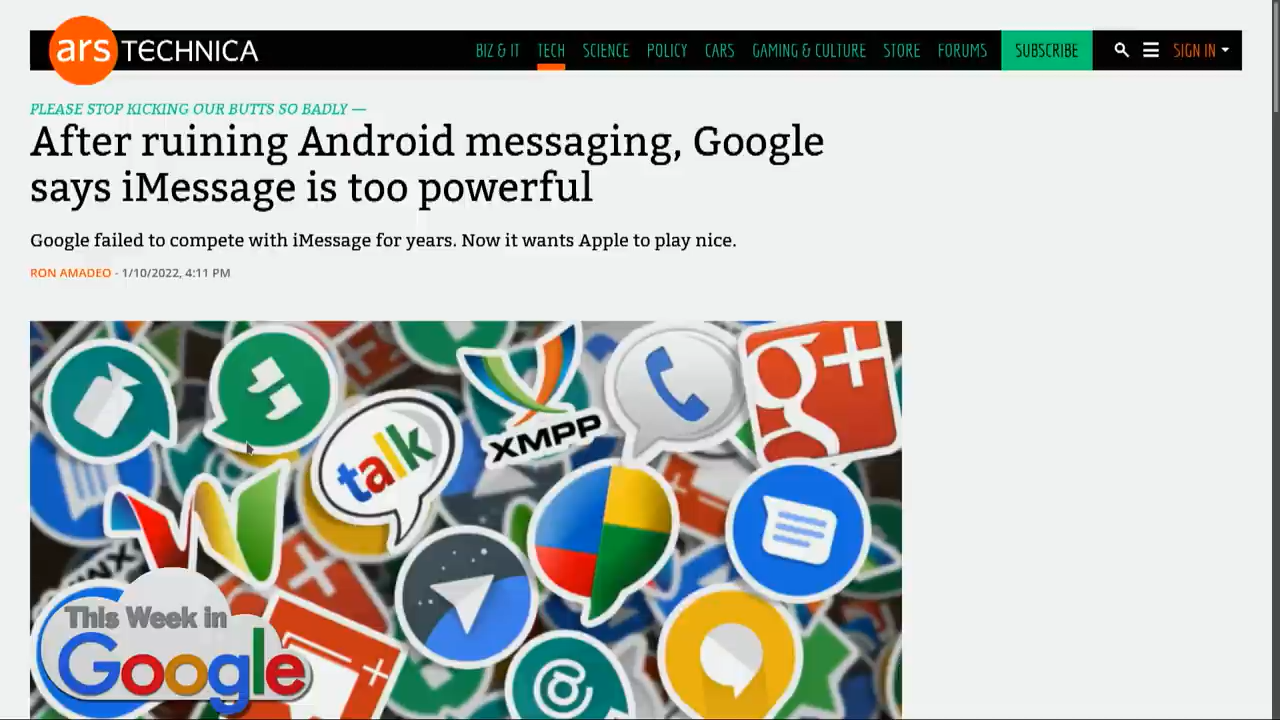 ars TECHNICA
BIZ & IT TECH SCIENCE POLICY CARS GAMING & CULTURE STORE FORUMS SUBSCRIBE SIGN IN
PLEASE STOP KICKING OUR BUTTS SO BADLY —
After ruining Android messaging, Google
says iMessage is too powerful
Google failed to compete with iMessage for years. Now it wants Apple to play nice.
RON AMADEO - 1/10/2022, 4:11 PM
g+
talk
XMPP
This Week in
Google